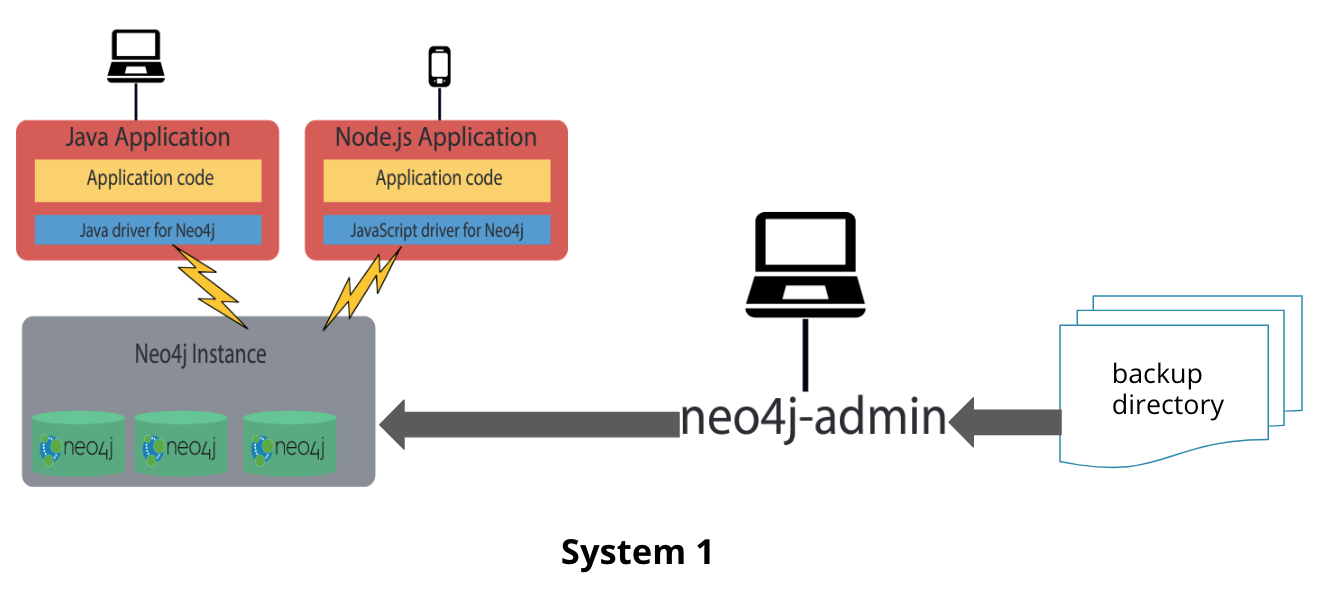 Java Application
Application code
Java driver for Neo4j
Node.js Application
Application code
JavaScript driver for Neo4j
Neo4j Instance
neo4j
neo4j
neo4j
neo4j-admin
backup
directory
System 1